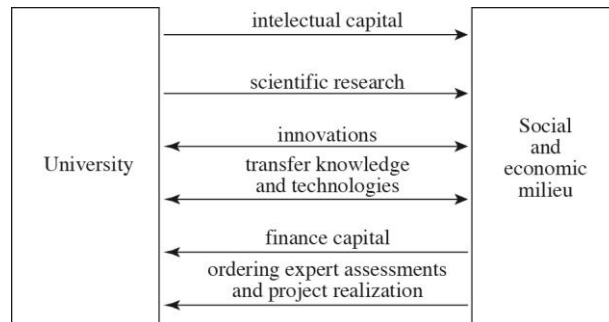 intelectual capital
scientific research
innovations
transfer knowledge
and technologies
finance capital
ordering expert assessments
and project realization
University
Social
and
economic
milieu